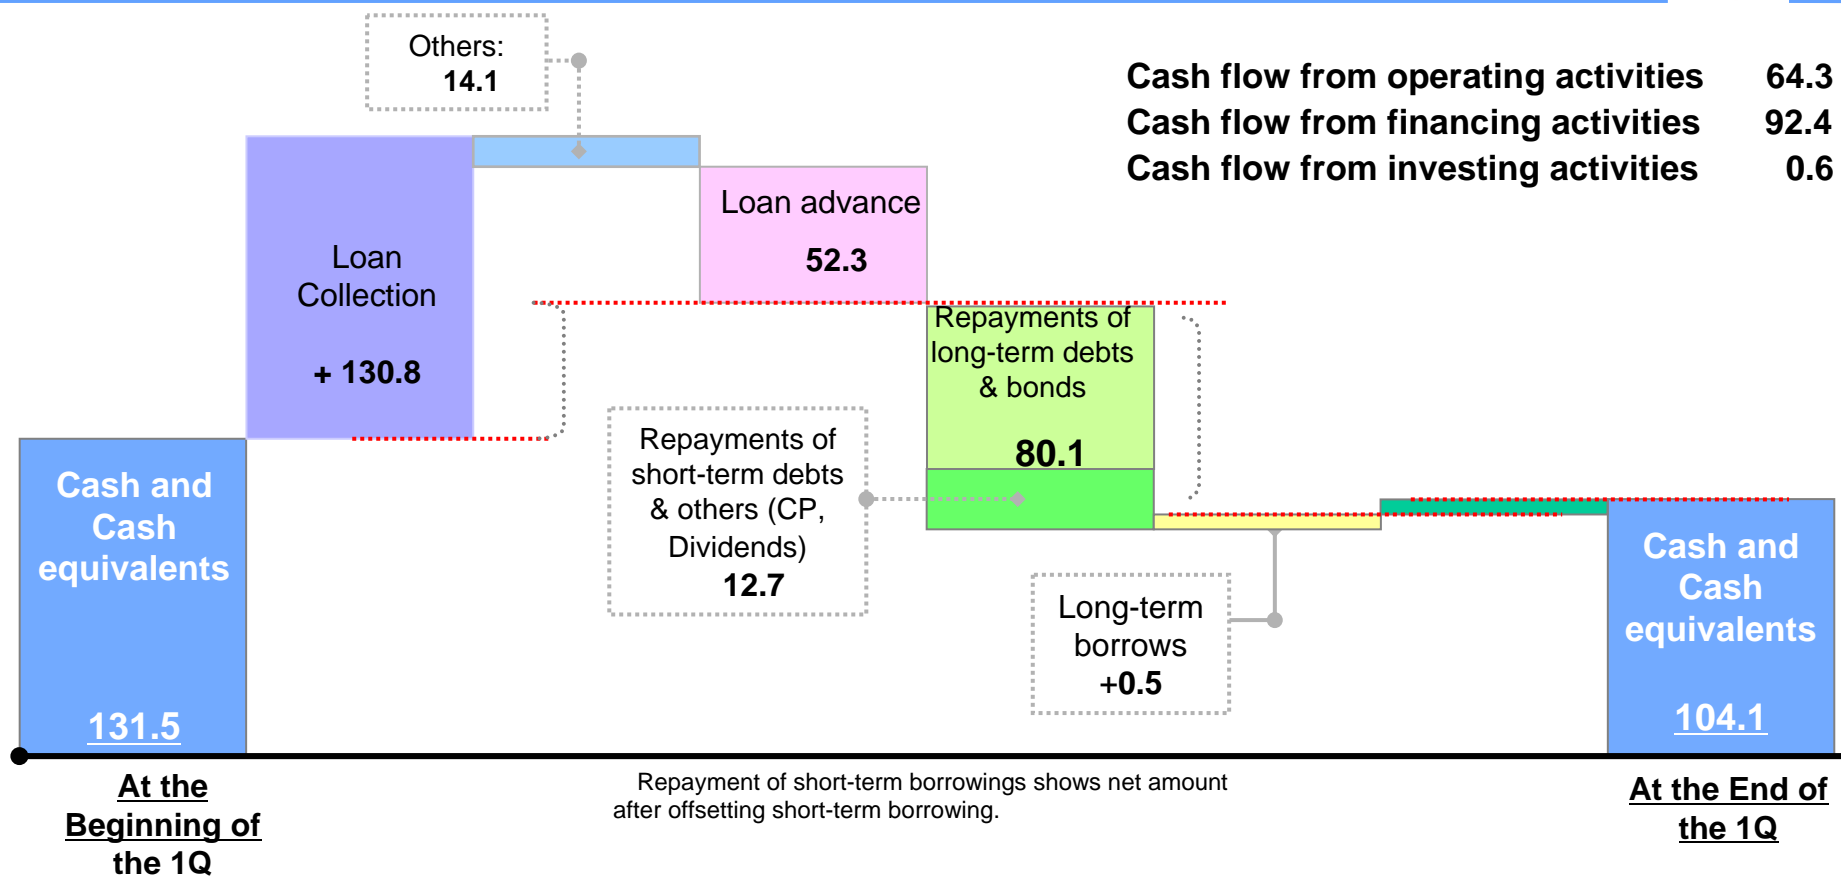 Others:
14.1
Cash flow from operating activities 64.3
Cash flow from financing activities 92.4
Cash flow from investing activities 0.6
Loan advance
52.3
Loan
Collection
+ 130.8
Repayments of
long-term debts
& bonds
80.1
Repayments of
short-term debts
& others (CP,
Dividends)
12.7
Cash and
Cash
equivalents
131.5
Long-term
borrows
+0.5
Cash and
Cash
equivalents
104.1
At the
Beginning of
the 1Q
Repayment of short-term borrowings shows net amount
after offsetting short-term borrowing.
At the End of
the 1Q